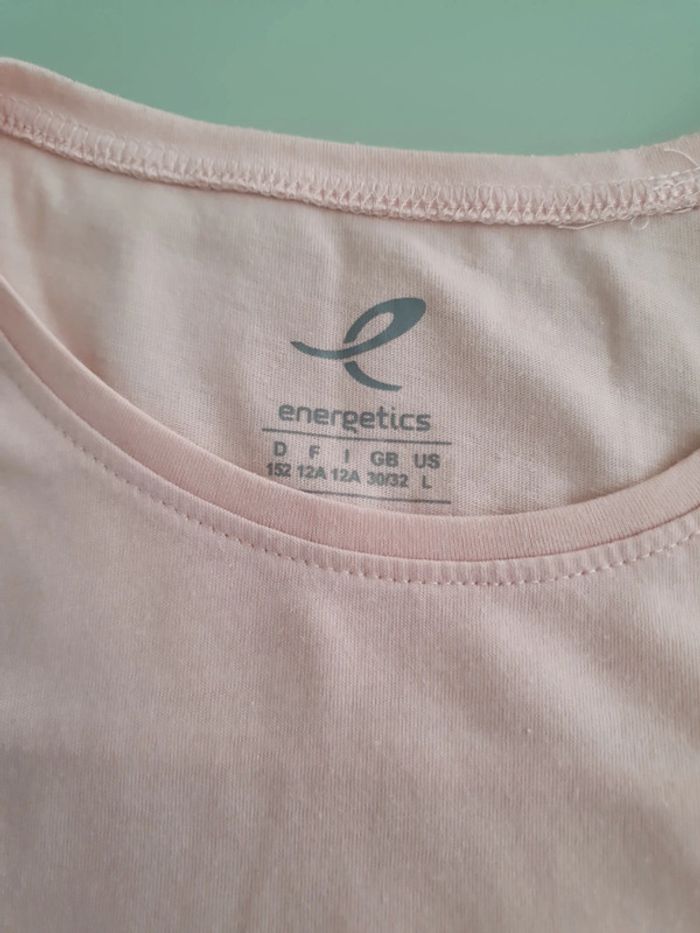 energetics
D F I GB US
152 12A 12A 30/32 L